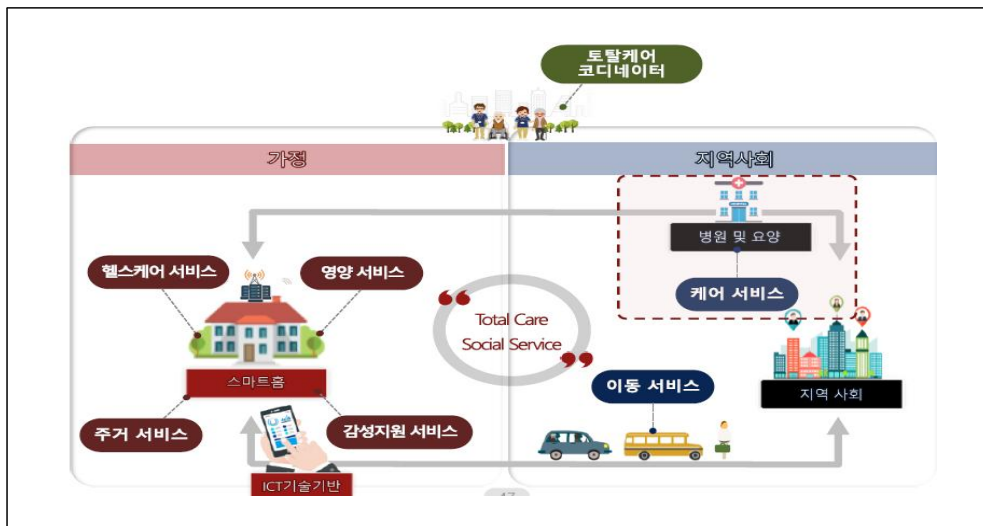 토탈케어
코디네이터
가정
지역사회
병원 및 요양
헬스케어 서비스
영양 서비스
케어 서비스
Total Care
Social Service
스마트홈
이동 서비스
지역 사회
주거 서비스
감성지원 서비스
ICT기술기반